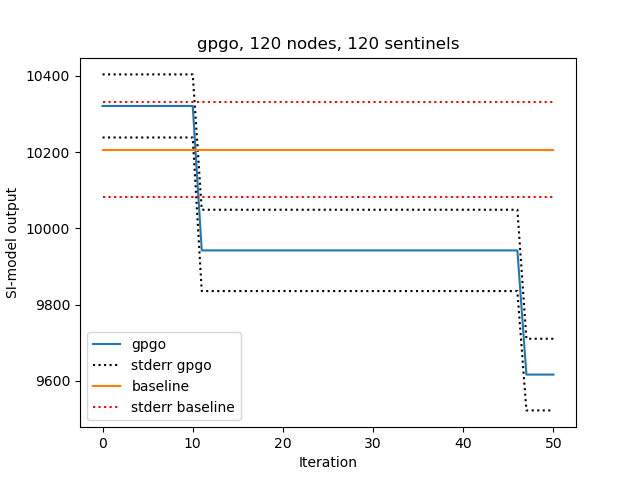 gpgo, 120 nodes, 120 sentinels
10400
10200
10000
9800
9600
SI-model output
gpgo
stderr gpgo
baseline
stderr baseline
0
10
20
30
40
50
Iteration